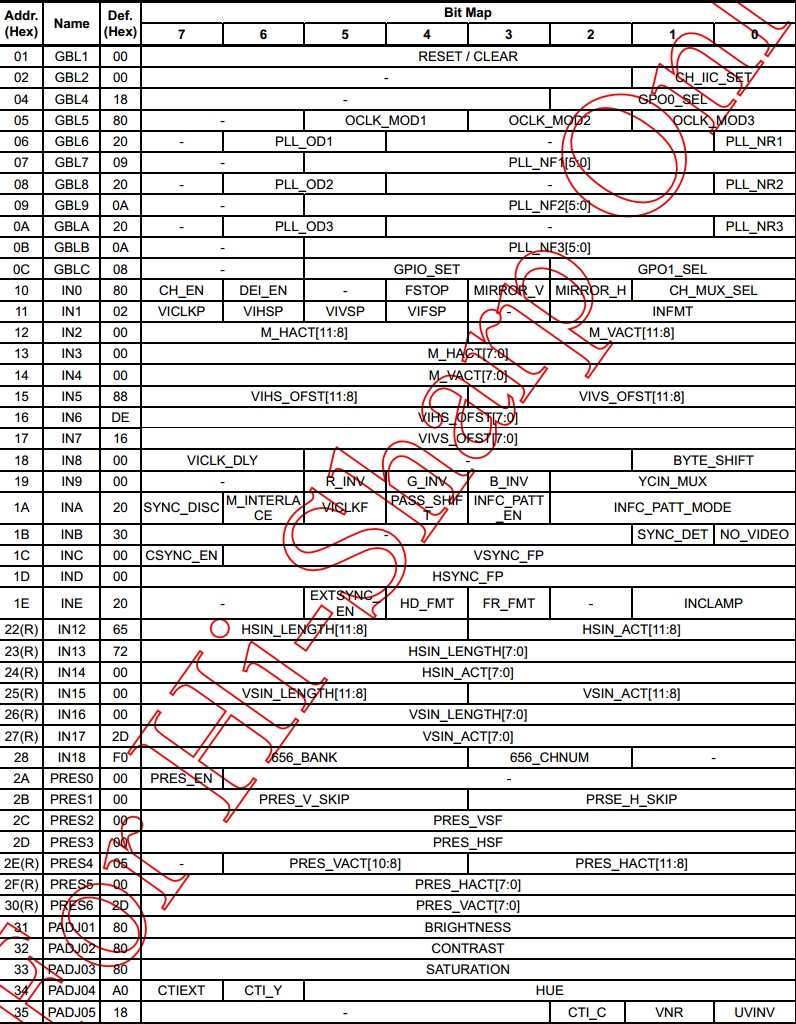 Addr. (Hex) Name Def. (Hex) Bit Map
7 6 5 4 3 2 1 0
01 GBL1 00 RESET / CLEAR
02 GBL2 00 - CH_IIC_SET
04 GBL4 18 - GPO0_SEL
05 GBL5 80 - OCLK_MOD1 OCLK_MOD2 OCLK_MOD3
06 GBL6 20 - PLL_OD1 - PLL_NR1
07 GBL7 09 - PLL_NF1[5:0]
08 GBL8 20 - PLL_OD2 - PLL_NR2
09 GBL9 0A - PLL_NF2[5:0]
0A GBLA 20 - PLL_OD3 - PLL_NR3
0B GBLB 0A - PLL_NF3[5:0]
0C GBLC 08 - GPIO_SET GPO1_SEL
10 IN0 80 CH_EN DEI_EN - FSTOP MIRROR_V MIRROR_H CH_MUX_SEL
11 IN1 02 VICLKP VIHSP VIVSP VIFSP - INFMT
12 IN2 00 M_HACT[11:8] M_VACT[11:8]
13 IN3 00 M_HACT[7:0]
14 IN4 00 M_VACT[7:0]
15 IN5 88 VIHS_OFST[11:8] VIVS_OFST[11:8]
16 IN6 DE VIHS_OFST[7:0]
17 IN7 16 VIVS_OFST[7:0]
18 IN8 00 VICLK_DLY - BYTE_SHIFT
19 IN9 00 - R_INV G_INV B_INV YCIN_MUX
1A INA 20 SYNC_DISC M_INTERLACE VICLKF PASS_SHIFT INFC_PATT_EN INFC_PATT_MODE
1B INB 30 - SYNC_DET NO_VIDEO
1C INC 00 CSYNC_EN VSYNC_FP
1D IND 00 HSYNC_FP
1E INE 20 - EXTSYNC_EN HD_FMT FR_FMT - INCLAMP
22(R) IN12 65 HSIN_LENGTH[11:8] HSIN_ACT[11:8]
23(R) IN13 72 HSIN_LENGTH[7:0]
24(R) IN14 00 HSIN_ACT[7:0]
25(R) IN15 00 VSIN_LENGTH[11:8] VSIN_ACT[11:8]
26(R) IN16 00 VSIN_LENGTH[7:0]
27(R) IN17 2D VSIN_ACT[7:0]
28 IN18 F0 656_BANK 656_CHNUM -
2A PRES0 00 PRES_EN -
2B PRES1 00 PRES_V_SKIP PRSE_H_SKIP
2C PRES2 00 PRES_VSF
2D PRES3 00 PRES_HSF
2E(R) PRES4 05 - PRES_VACT[10:8] PRES_HACT[11:8]
2F(R) PRES5 00 PRES_HACT[7:0]
30(R) PRES6 2D PRES_VACT[7:0]
31 PADJ01 80 BRIGHTNESS
32 PADJ02 80 CONTRAST
33 PADJ03 80 SATURATION
34 PADJ04 A0 CTIEXT CTI_Y HUE
35 PADJ05 18 - CTI_C VNR UVINV
For Hi-Sharp Only